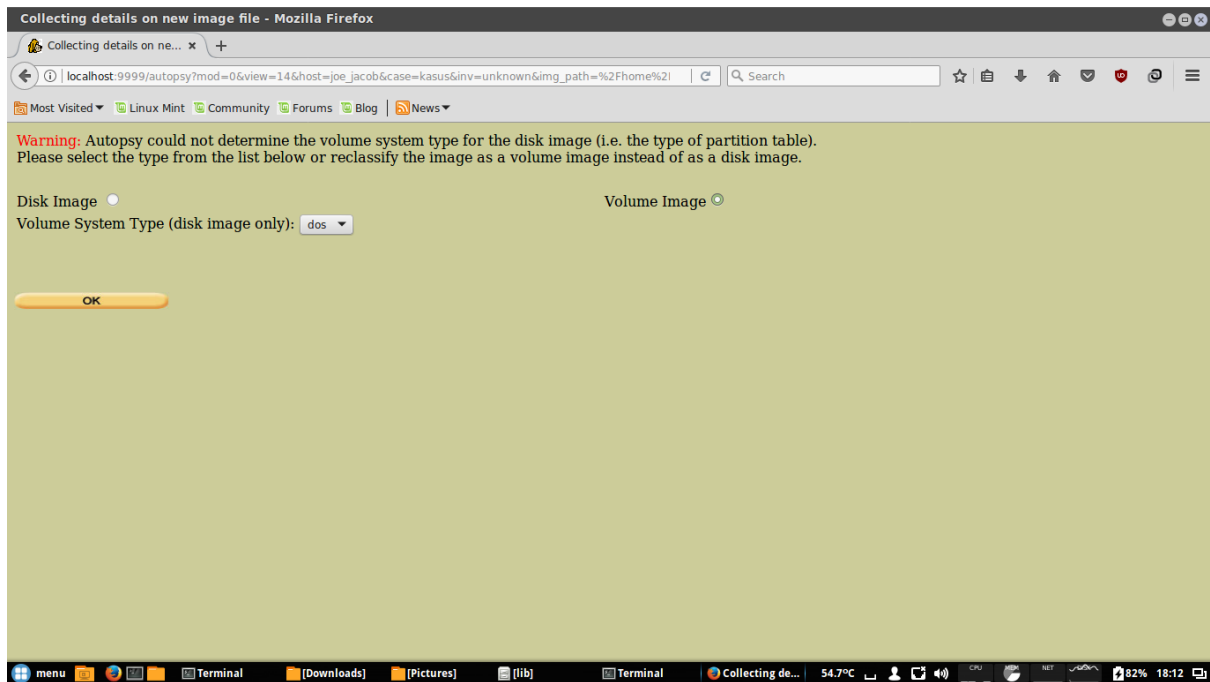 Collecting details on new image file - Mozilla Firefox
Collecting details on ne... × +
localhost:9999/autopsy?mod=0&view=14&host=joe_jacob&case=kasus&inv=unknown&img_path=%2Fhome%2 Search
Most Visited Linux Mint Community Forums Blog News
Warning: Autopsy could not determine the volume system type for the disk image (i.e. the type of partition table).
Please select the type from the list below or reclassify the image as a volume image instead of as a disk image.
Disk Image Volume Image
Volume System Type (disk image only): dos
OK
menu Terminal [Downloads] [Pictures] [lib] Terminal Collecting de... 54.7°C CPU MEM NET 82% 18:12